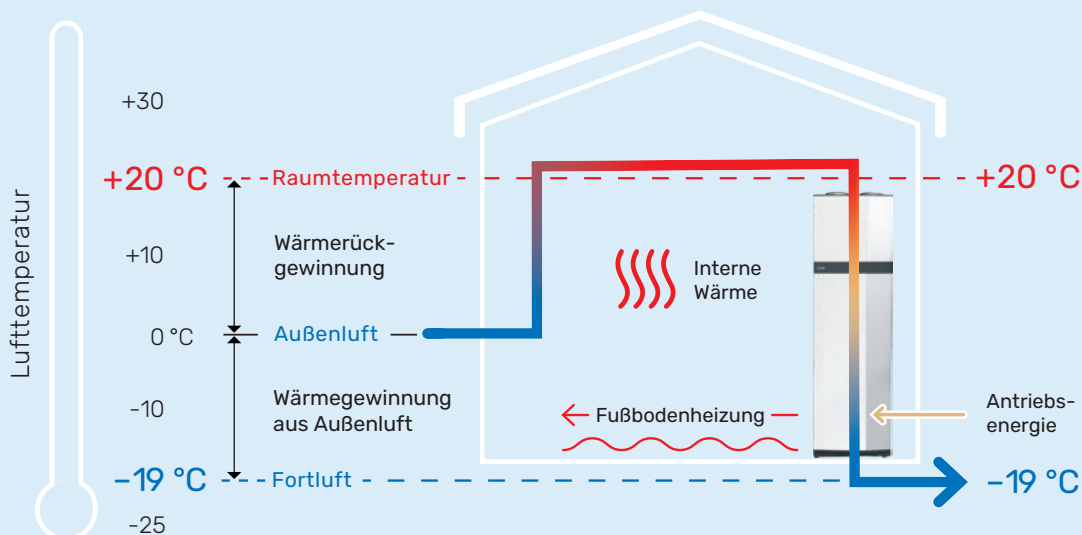 Lufttemperatur
+30
+20 °C
Raumtemperatur
+20 °C
+10
Wärmerück-
gewinnung
Interne
Wärme
0 °C
Außenluft
-10
Wärmegewinnung
aus Außenluft
Fußbodenheizung
Antriebs-
energie
–19 °C
Fortluft
–19 °C
-25